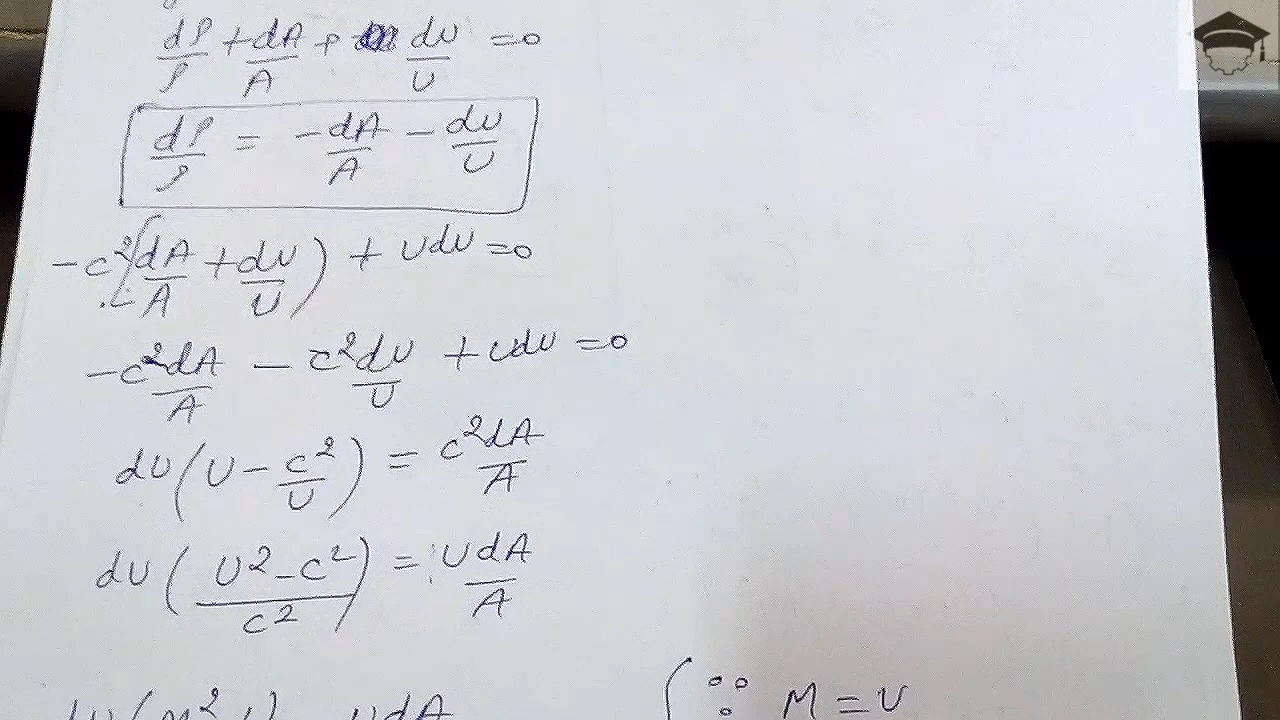 dρ/ρ + dA/A + dU/U = 0
dρ/ρ = -dA/A - dU/U
-c²(dA/A + dU/U) + UdU = 0
-c²dA/A - c²dU/U + UdU = 0
dU(U - c²/U) = c²dA/A
dU(U² - c²/c²) = UdA/A
UdA
∵ M = U